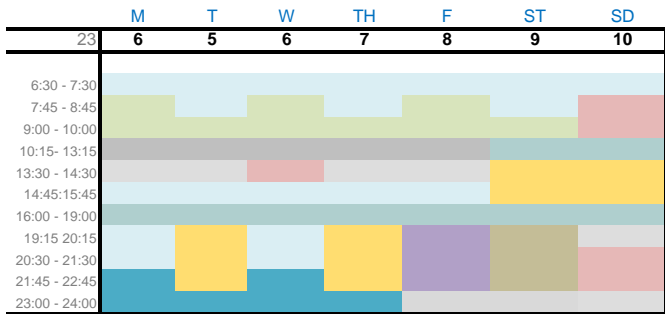 M T W TH F ST SD
23 6 5 6 7 8 9 10
6:30 - 7:30
7:45 - 8:45
9:00 - 10:00
10:15- 13:15
13:30 - 14:30
14:45:15:45
16:00 - 19:00
19:15 20:15
20:30 - 21:30
21:45 - 22:45
23:00 - 24:00